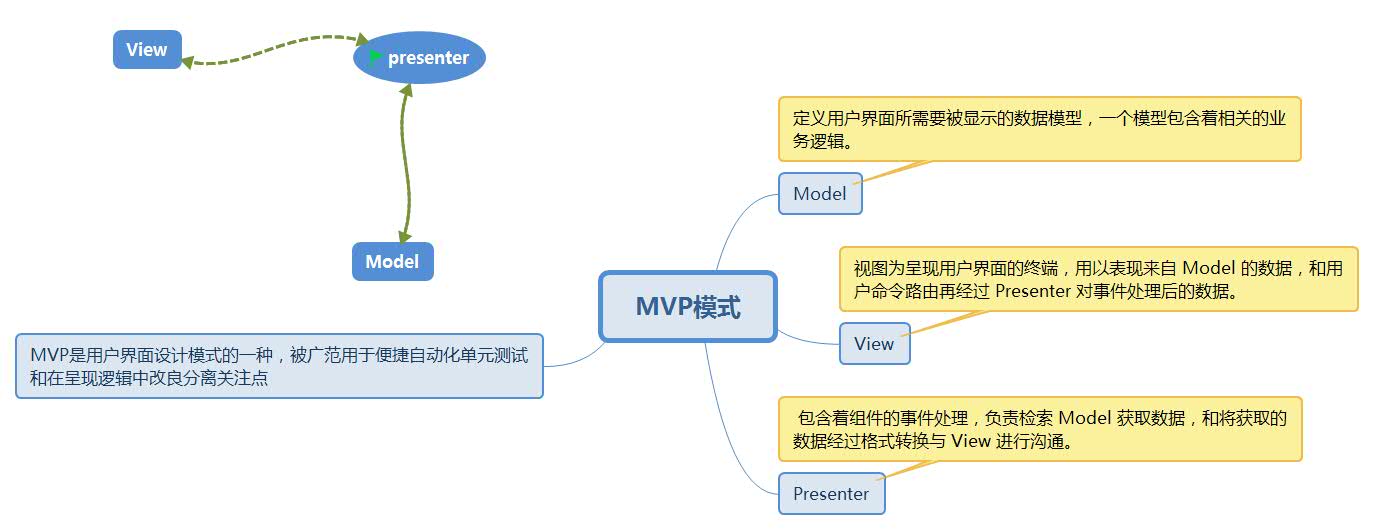 View
presenter
Model
MVP模式
MVP是用户界面设计模式的一种，被广范用于便捷自动化单元测试
和在呈现逻辑中改良分离关注点
定义用户界面所需要被显示的数据模型，一个模型包含着相关的业
务逻辑。
Model
视图为呈现用户界面的终端，用以表现来自 Model 的数据，和用
户命令路由再经过 Presenter 对事件处理后的数据。
View
包含着组件的事件处理，负责检索 Model 获取数据，和将获取的
数据经过格式转换与 View 进行沟通。
Presenter